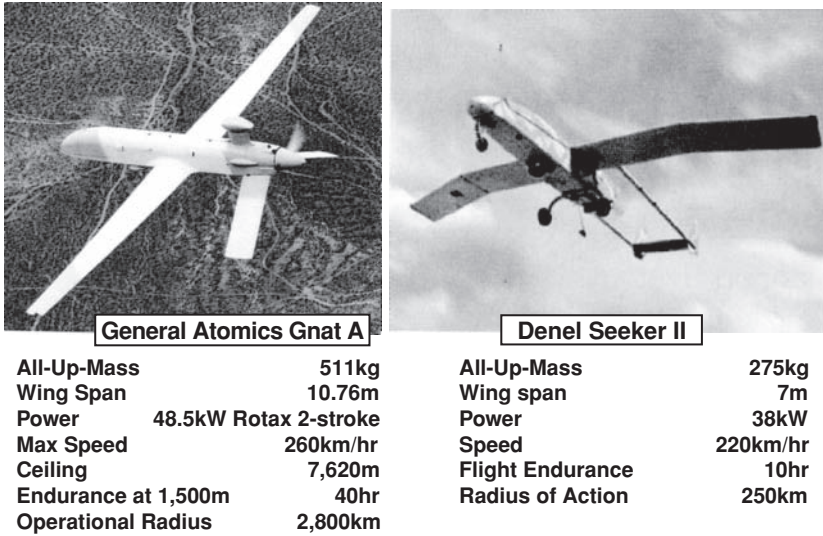 General Atomics Gnat A
All-Up-Mass 511kg
Wing Span 10.76m
Power 48.5kW Rotax 2-stroke
Max Speed 260km/hr
Ceiling 7,620m
Endurance at 1,500m 40hr
Operational Radius 2,800km
Denel Seeker II
All-Up-Mass 275kg
Wing span 7m
Power 38kW
Speed 220km/hr
Flight Endurance 10hr
Radius of Action 250km